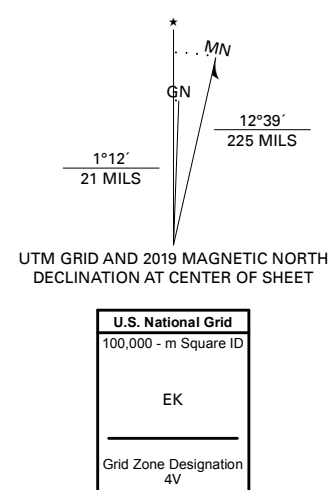 ★
MN
GN
12°39´
225 MILS
1°12´
21 MILS
UTM GRID AND 2019 MAGNETIC NORTH
DECLINATION AT CENTER OF SHEET
U.S. National Grid
100,000 - m Square ID
EK
Grid Zone Designation
4V